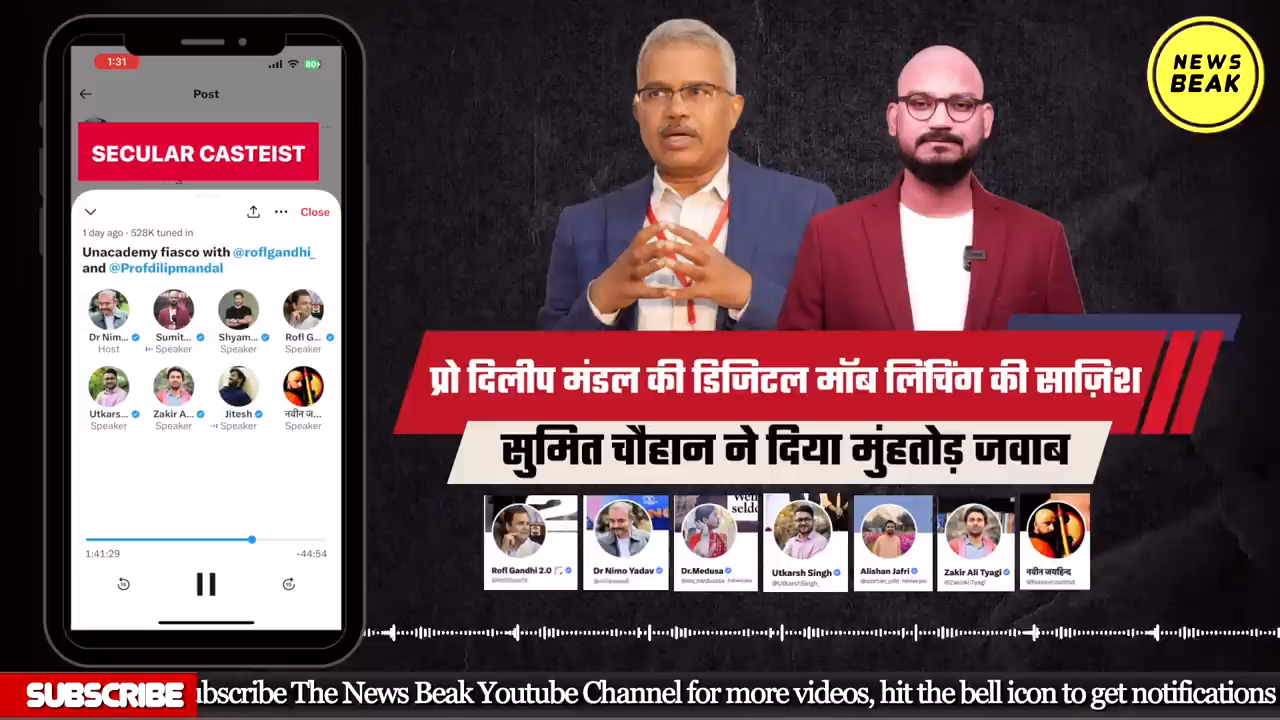 1:31
80+
Post
SECULAR CASTEIST
Close
1 day ago · 528K tuned in
Unacademy fiasco with @roflgandhi_
and @Profdilipmandal
Dr Nim... Sumit... Shyam... Rofl G...
Host Speaker Speaker Speaker
Utkars... Zakir A... Jitesh नवीन ज...
Speaker Speaker Speaker Speaker
1:41:29 -44:54
NEWS
BEAK
प्रो दिलीप मंडल की डिजिटल मॉब लिंचिंग की साज़िश
सुमित चौहान ने दिया मुंहतोड़ जवाब
Rofl Gandhi 2.0 Dr Nimo Yadav Dr.Medusa Utkarsh Singh Alishan Jafri Zakir Ali Tyagi नवीन जयहिन्द
@UtkarshSingh_ @ZakirAliTyagi
SUBSCRIBE
ubscribe The News Beak Youtube Channel for more videos, hit the bell icon to get notifications